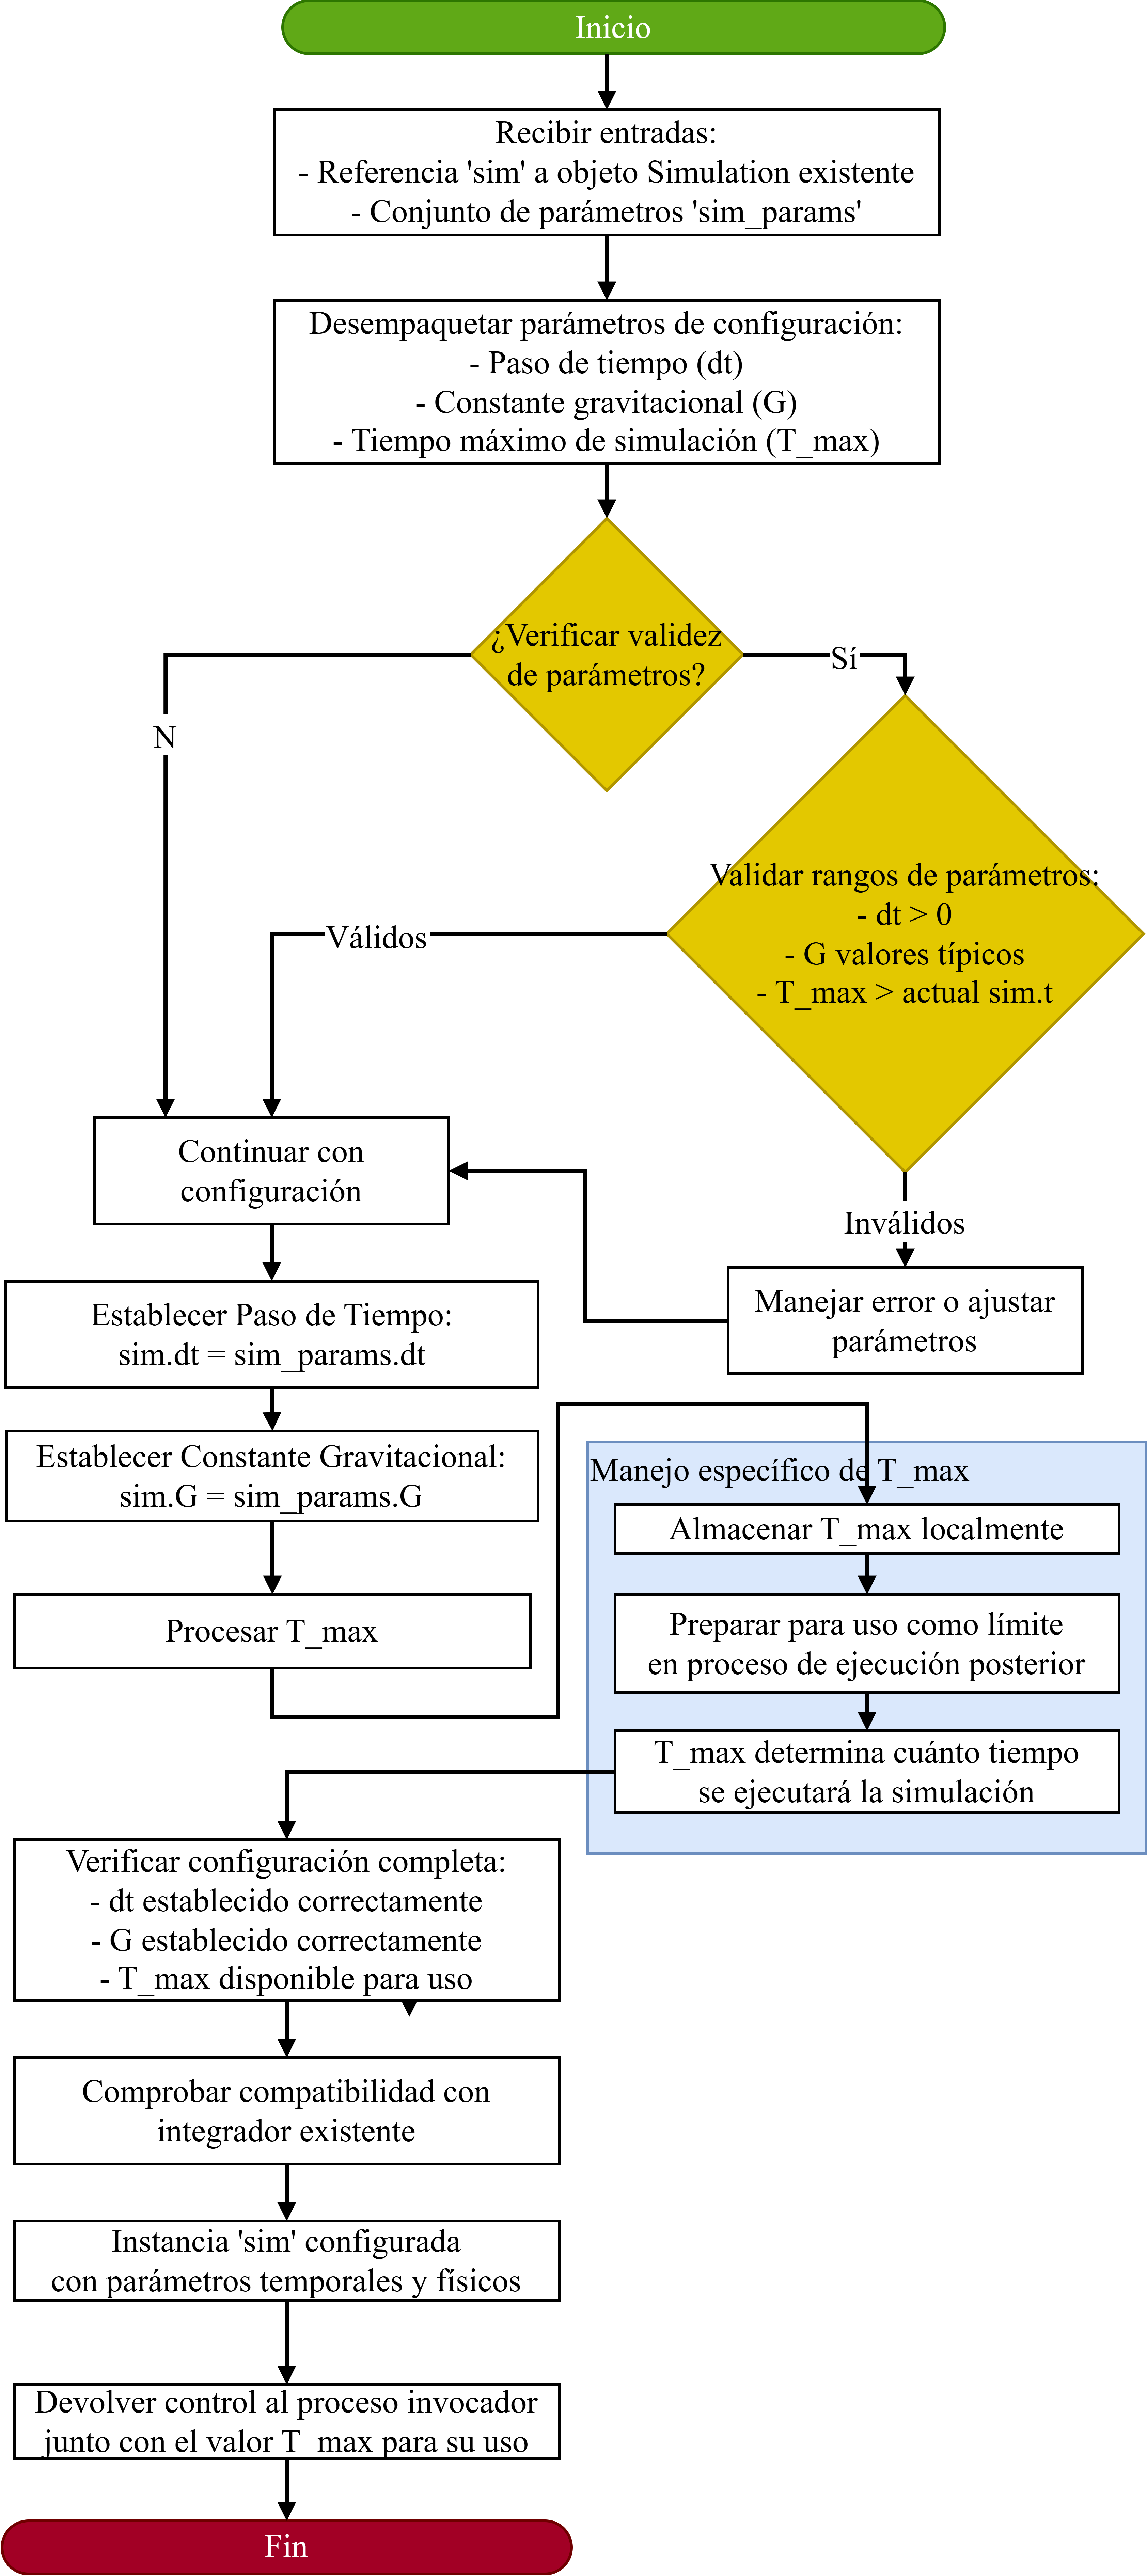 Inicio
Recibir entradas:
- Referencia 'sim' a objeto Simulation existente
- Conjunto de parámetros 'sim_params'
Desempaquetar parámetros de configuración:
- Paso de tiempo (dt)
- Constante gravitacional (G)
- Tiempo máximo de simulación (T_max)
¿Verificar validez
de parámetros?
Sí
N
Validar rangos de parámetros:
- dt > 0
- G valores típicos
- T_max > actual sim.t
Válidos
Inválidos
Continuar con
configuración
Manejar error o ajustar
parámetros
Establecer Paso de Tiempo:
sim.dt = sim_params.dt
Establecer Constante Gravitacional:
sim.G = sim_params.G
Procesar T_max
Manejo específico de T_max
Almacenar T_max localmente
Preparar para uso como límite
en proceso de ejecución posterior
T_max determina cuánto tiempo
se ejecutará la simulación
Verificar configuración completa:
- dt establecido correctamente
- G establecido correctamente
- T_max disponible para uso
Comprobar compatibilidad con
integrador existente
Instancia 'sim' configurada
con parámetros temporales y físicos
Devolver control al proceso invocador
junto con el valor T_max para su uso
Fin